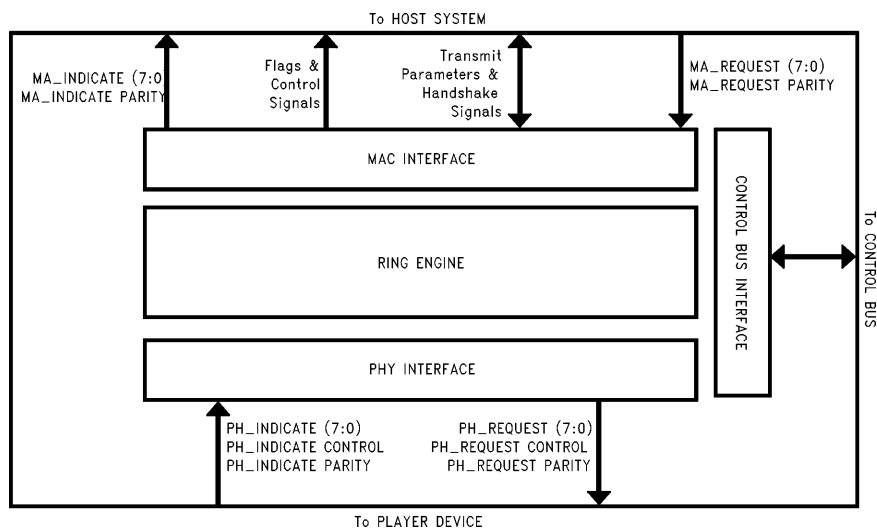 To HOST SYSTEM
MA_INDICATE (7:0)
MA_INDICATE PARITY
Flags &
Control
Signals
Transmit
Parameters &
Handshake
Signals
MA_REQUEST (7:0)
MA_REQUEST PARITY
MAC INTERFACE
RING ENGINE
PHY INTERFACE
CONTROL BUS INTERFACE
To CONTROL BUS
PH_INDICATE (7:0)
PH_INDICATE CONTROL
PH_INDICATE PARITY
PH_REQUEST (7:0)
PH_REQUEST CONTROL
PH_REQUEST PARITY
To PLAYER DEVICE